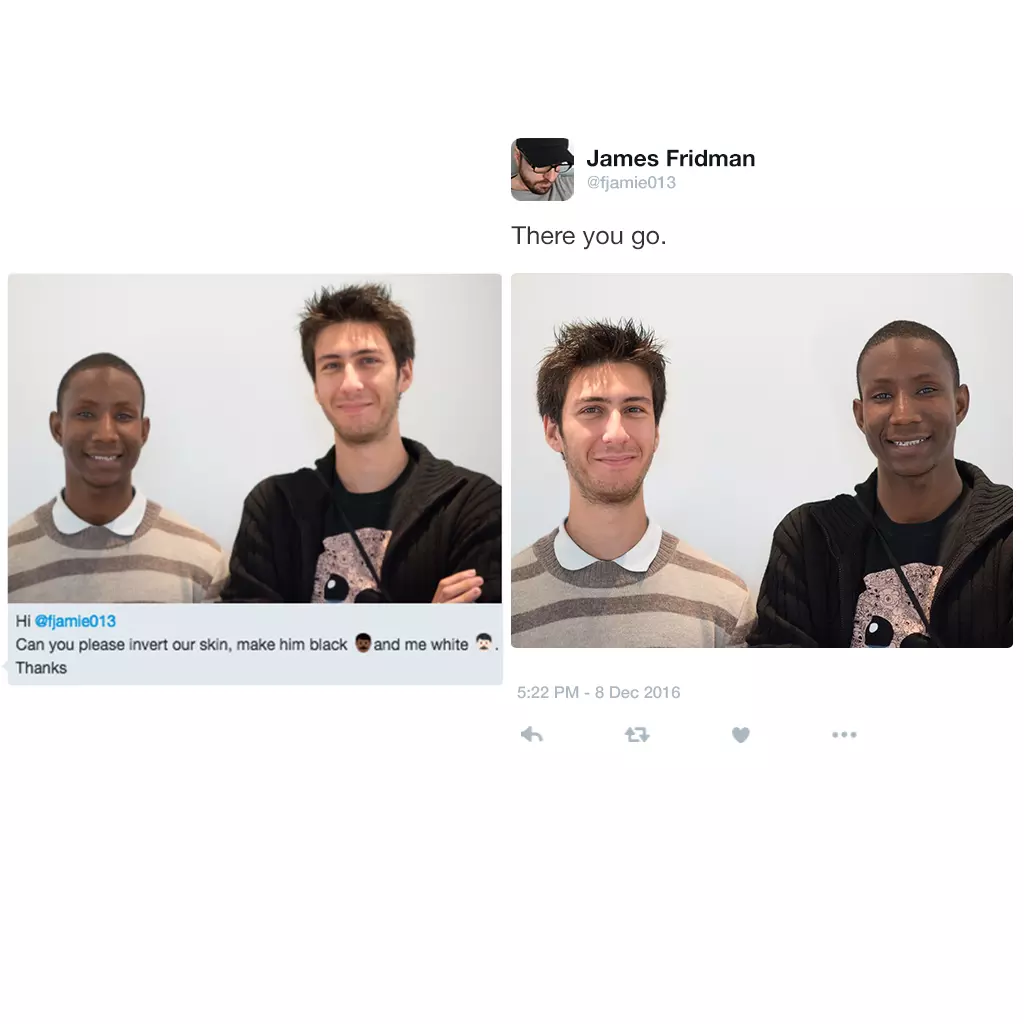 James Fridman
@fjamie013
There you go.
Hi @fjamie013
Can you please invert our skin, make him black 👨🏿and me white 👨🏻.
Thanks
5:22 PM - 8 Dec 2016